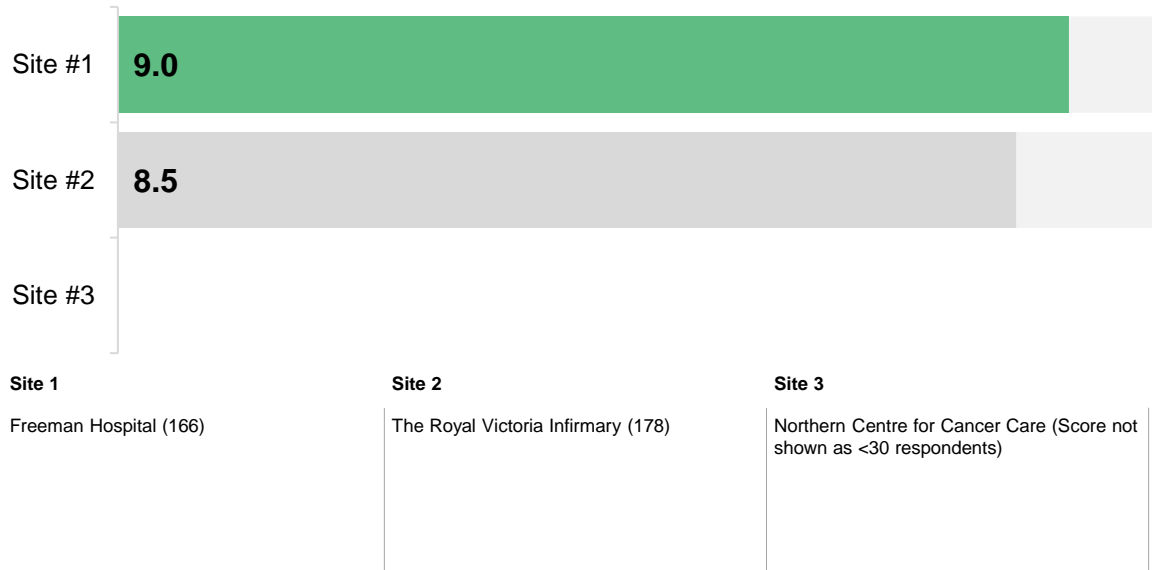 Site #1
9.0
Site #2
8.5
Site #3
Site 1
Site 2
Site 3
Freeman Hospital (166)
The Royal Victoria Infirmary (178)
Northern Centre for Cancer Care (Score not
shown as <30 respondents)